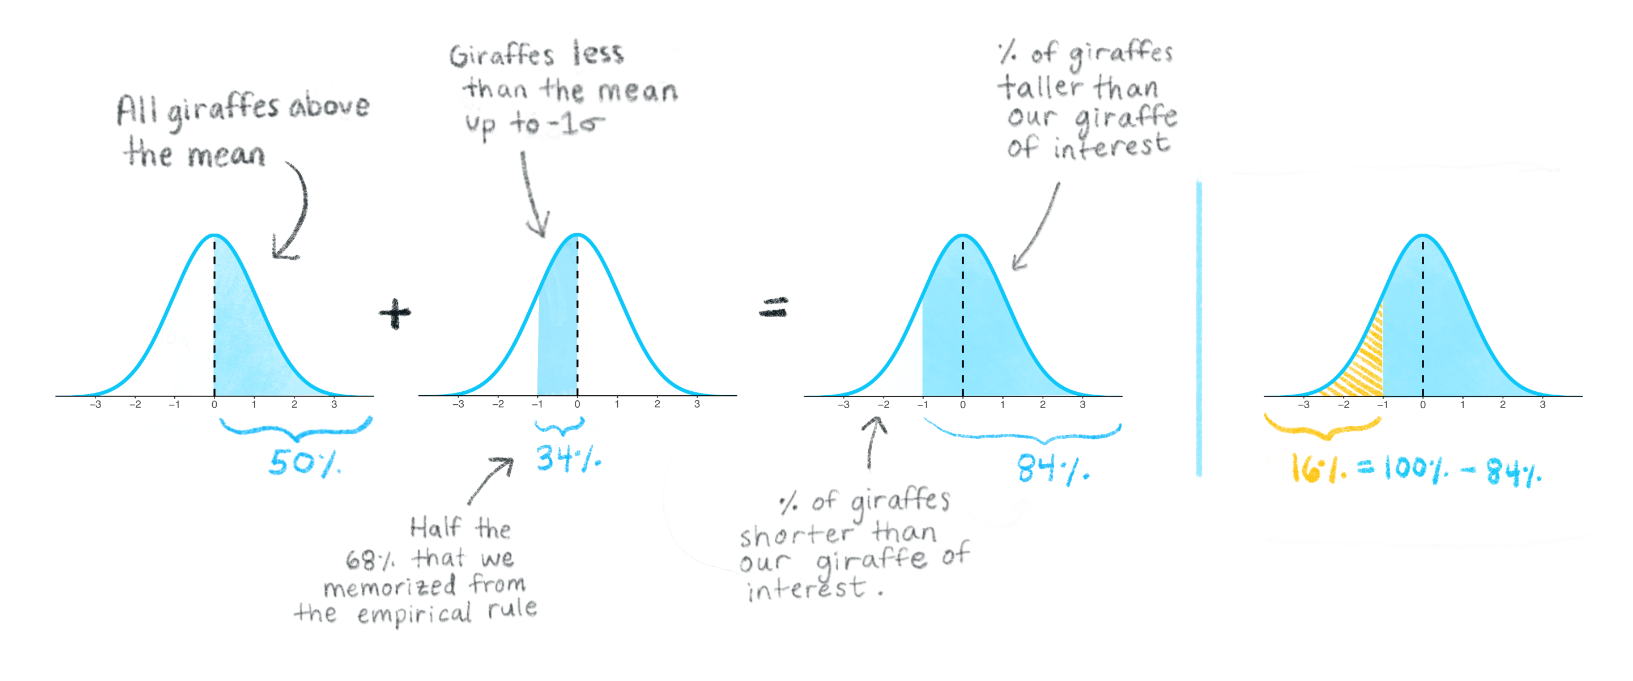 All giraffes above
the mean
Giraffes less
than the mean
up to -1σ
% of giraffes
taller than
our giraffe
of interest
+
=
-3 -2 -1 0 1 2 3
-3 -2 -1 0 1 2 3
-3 -2 -1 0 1 2 3
-3 -2 -1 0 1 2 3
50%
34%
84%
16% = 100% - 84%
Half the
68% that we
memorized from
the empirical rule
% of giraffes
shorter than
our giraffe of
interest.